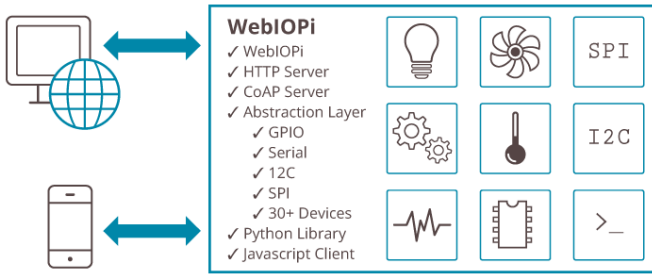 WebIOPi
✓ WebIOPi
✓ HTTP Server
✓ CoAP Server
✓ Abstraction Layer
✓ GPIO
✓ Serial
✓ 12C
✓ SPI
✓ 30+ Devices
✓ Python Library
✓ Javascript Client
SPI
I2C
>_